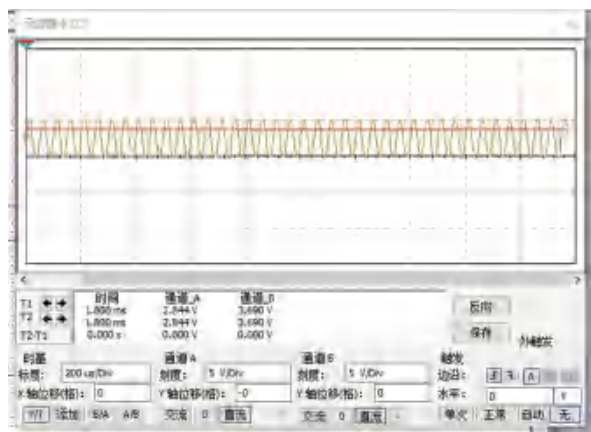 时间 通道_A 通道_B
T1 1.800 ms 2.844 V 3.690 V
T2 1.800 ms 2.844 V 3.690 V
T2-T1 0.000 s 0.000 V 0.000 V
反向
保存
外触发
时基 通道 A 通道 B 触发
标度: 200 us/Div 刻度: 5 V/Div 刻度: 5 V/Div 边沿: A
X 轴位移(格): 0 Y 轴位移(格): 0 Y 轴位移(格): 0 水平: 0 V
Y/T 添加 B/A A/B 交流 0 直流 交流 0 直流 - 单次 正常 自动 无